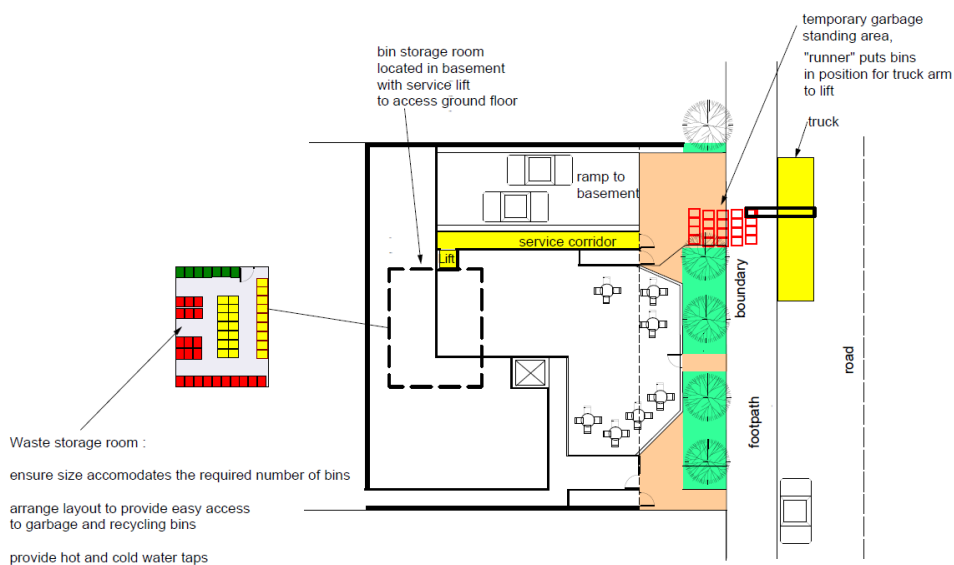 temporary garbage
standing area,
"runner" puts bins
in position for truck arm
to lift
bin storage room
located in basement
with service lift
to access ground floor
truck
ramp to
basement
service corridor
Lift
boundary
road
footpath
Waste storage room :
ensure size accomodates the required number of bins
arrange layout to provide easy access
to garbage and recycling bins
provide hot and cold water taps